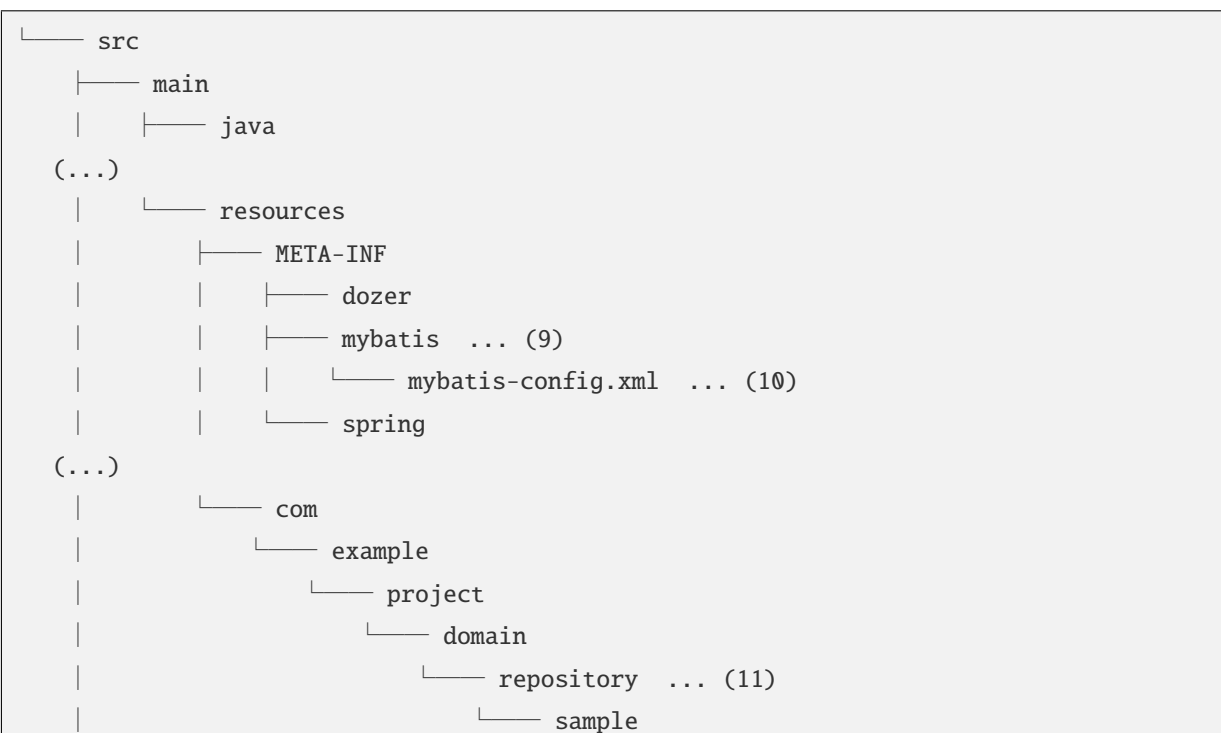 └─── src
    ├─── main
    │   ├─── java
  (...)
    │   └─── resources
    │       ├─── META-INF
    │       │   ├─── dozer
    │       │   ├─── mybatis  ... (9)
    │       │   │   └─── mybatis-config.xml  ... (10)
    │       │   └─── spring
  (...)
    │       └─── com
    │           └─── example
    │               └─── project
    │                   └─── domain
    │                       └─── repository  ... (11)
    │                           └─── sample